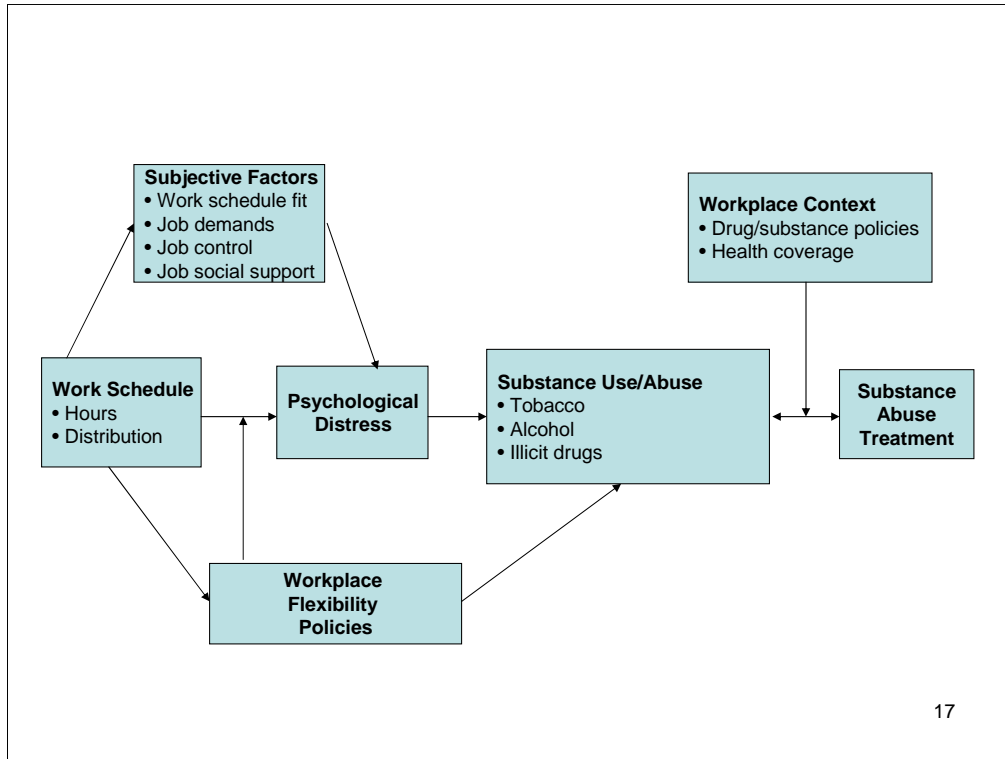 Subjective Factors
• Work schedule fit
• Job demands
• Job control
• Job social support
Workplace Context
• Drug/substance policies
• Health coverage
Work Schedule
• Hours
• Distribution
Psychological
Distress
Substance Use/Abuse
• Tobacco
• Alcohol
• Illicit drugs
Substance
Abuse
Treatment
Workplace
Flexibility
Policies
17